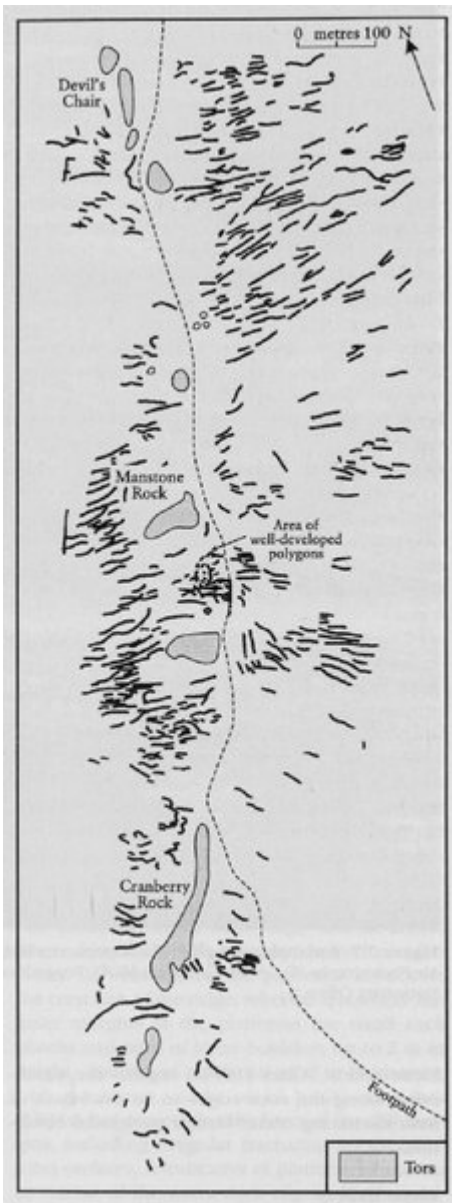 0 metres 100 N
Devil's
Chair
Manstone
Rock
Area of
well-developed
polygons
Cranberry
Rock
Footpath
Tors